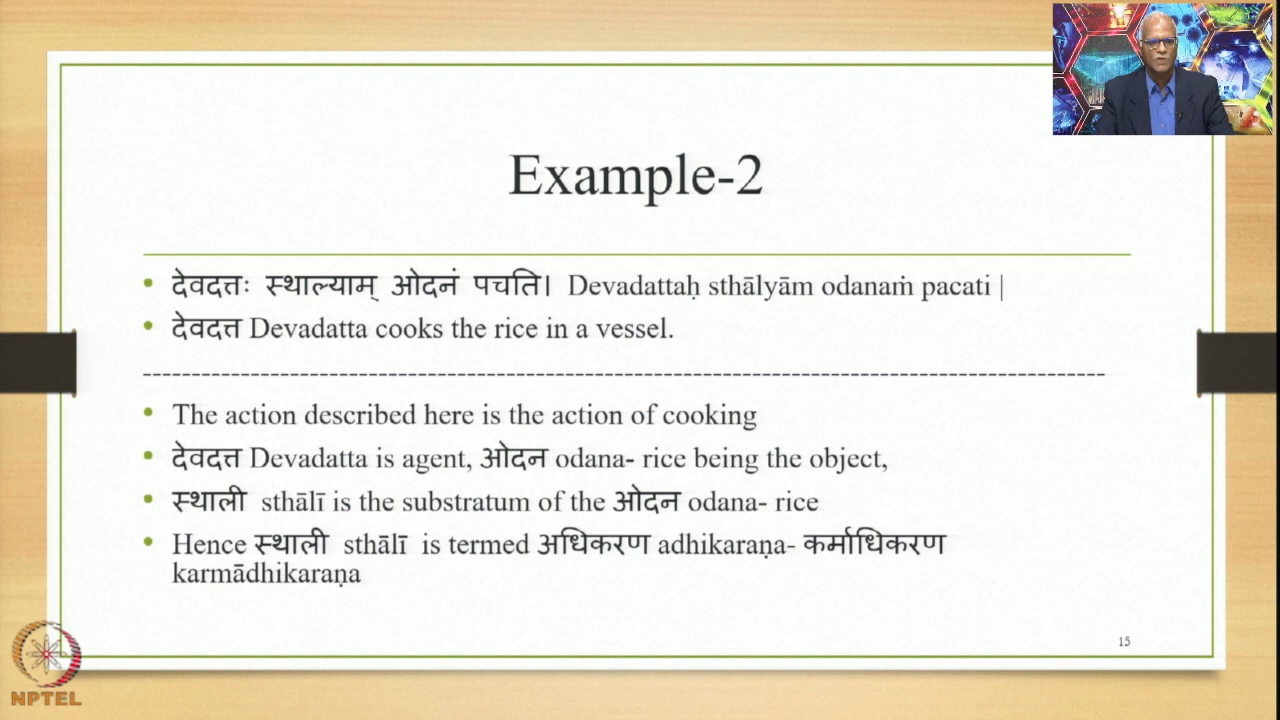 Example-2
देवदत्तः स्थाल्याम् ओदनं पचति। Devadattaḥ sthālyām odanaṁ pacati |
देवदत्त Devadatta cooks the rice in a vessel.
--------------------------------------------------------------------------------------------------
The action described here is the action of cooking
देवदत्त Devadatta is agent, ओदन odana- rice being the object,
स्थाली sthālī is the substratum of the ओदन odana- rice
Hence स्थाली sthālī is termed अधिकरण adhikaraṇa- कर्माधिकरण
karmādhikaraṇa
15
NPTEL